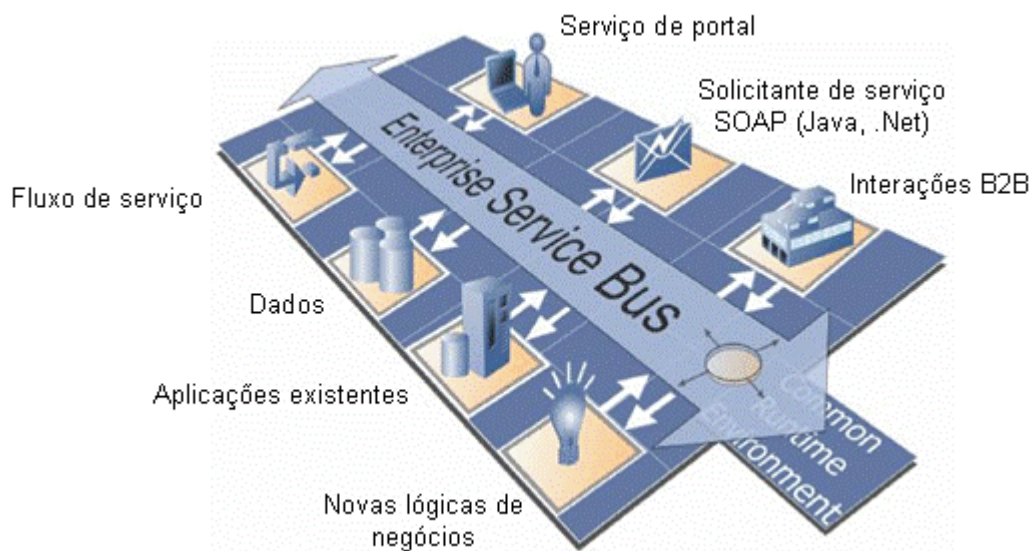 Serviço de portal
Solicitante de serviço
SOAP (Java, .Net)
Interações B2B
Enterprise Service Bus
Fluxo de serviço
Dados
Aplicações existentes
Novas lógicas de
negócios
Common
Runtime
Environment